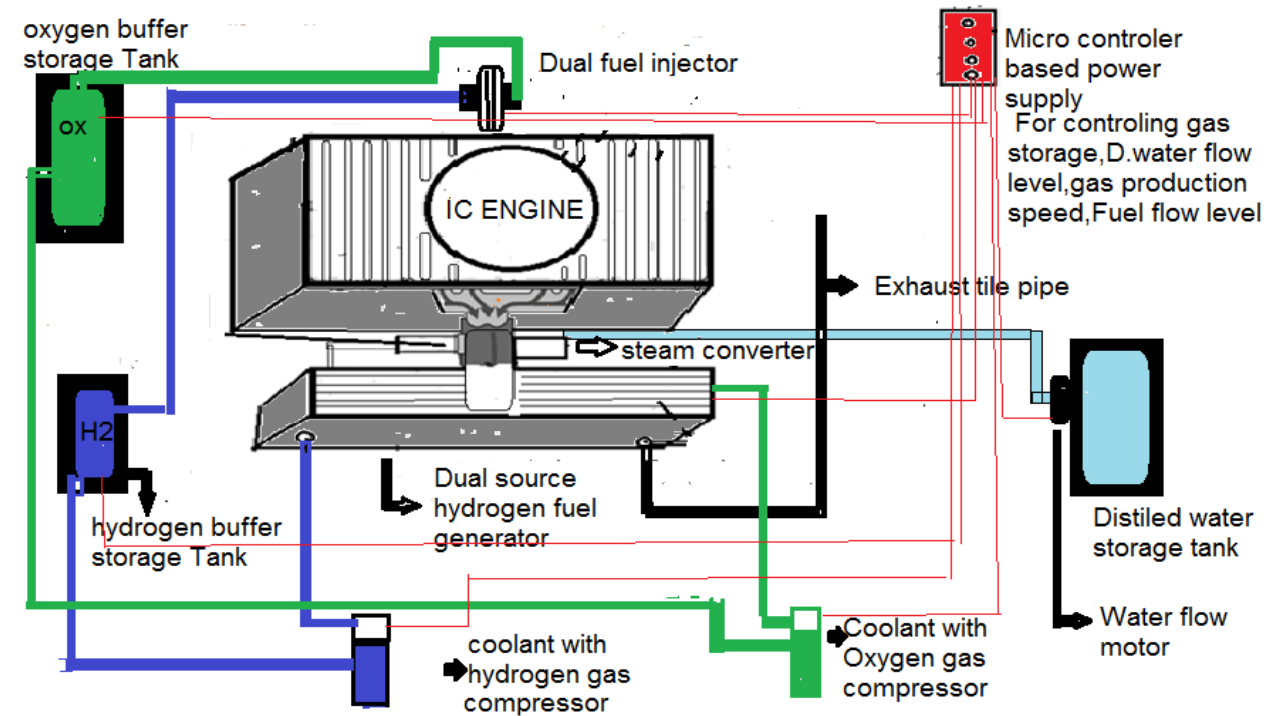 oxygen buffer
storage Tank
Dual fuel injector
Micro controler
based power
supply
For controling gas
storage,D.water flow
level,gas production
speed,Fuel flow level
ox
IC ENGINE
Exhaust tile pipe
steam converter
H2
Dual source
hydrogen fuel
generator
hydrogen buffer
storage Tank
Distiled water
storage tank
Water flow
motor
coolant with
hydrogen gas
compressor
Coolant with
Oxygen gas
compressor